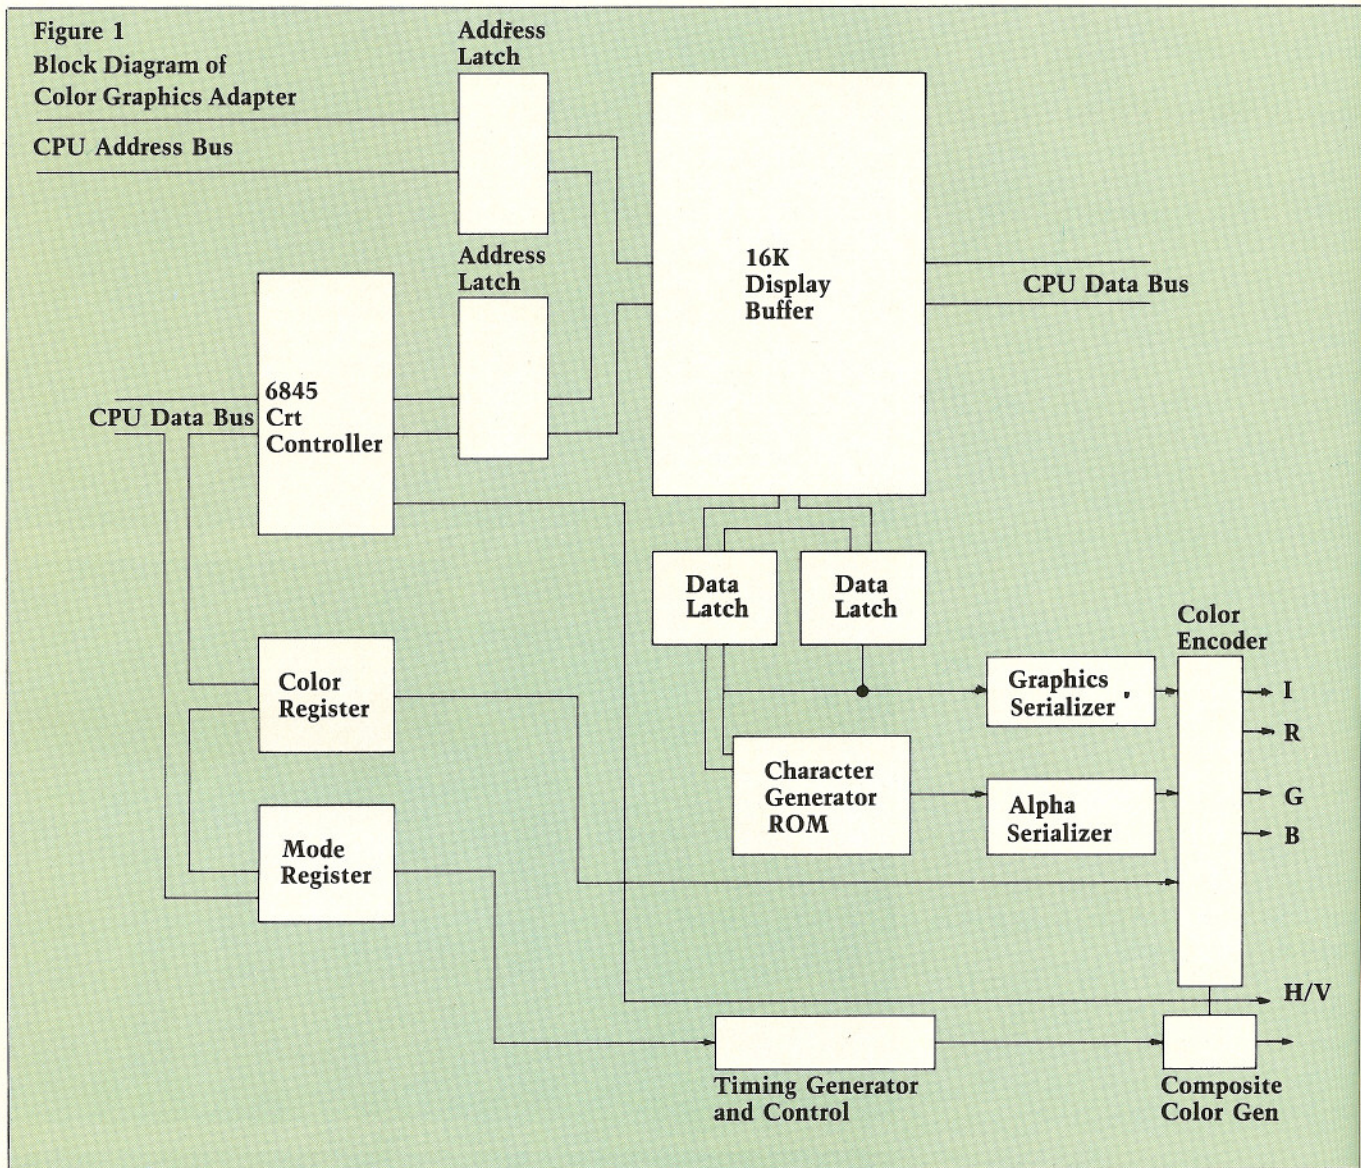 Figure 1
Block Diagram of
Color Graphics Adapter
CPU Address Bus
Address
Latch
Address
Latch
16K
Display
Buffer
CPU Data Bus
6845
Crt
Controller
CPU Data Bus
Data
Latch
Data
Latch
Color
Encoder
Color
Register
Graphics
Serializer
I
R
Character
Generator
ROM
Alpha
Serializer
G
B
Mode
Register
H/V
Timing Generator
and Control
Composite
Color Gen